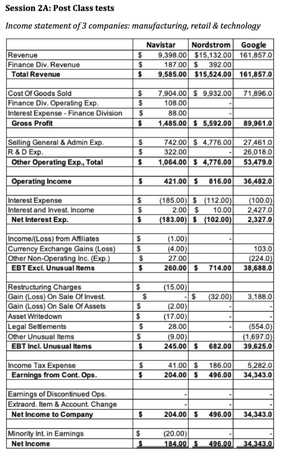 Session 2A: Post Class tests
Income statement of 3 companies: manufacturing, retail & technology
Navistar Nordstrom Google
Revenue $ 9,398.00 $15,132.00 161,857.0
Finance Div. Revenue $ 187.00 $ 392.00
Total Revenue $ 9,585.00 $15,524.00 161,857.0
Cost Of Goods Sold $ 7,904.00 $ 9,932.00 71,896.0
Finance Div. Operating Exp. $ 108.00 -
Interest Expense - Finance Division $ 88.00 -
Gross Profit $ 1,485.00 $ 5,592.00 89,961.0
Selling General & Admin Exp. $ 742.00 $ 4,776.00 27,461.0
R & D Exp. $ 322.00 - 26,018.0
Other Operating Exp., Total $ 1,064.00 $ 4,776.00 53,479.0
Operating Income $ 421.00 $ 816.00 36,482.0
Interest Expense $ (185.00) $ (112.00) (100.0)
Interest and Invest. Income $ 2.00 $ 10.00 2,427.0
Net Interest Exp. $ (183.00) $ (102.00) 2,327.0
Income/(Loss) from Affiliates $ (1.00) -
Currency Exchange Gains (Loss) $ (4.00) 103.0
Other Non-Operating Inc. (Exp.) $ 27.00 (224.0)
EBT Excl. Unusual Items $ 260.00 $ 714.00 38,688.0
Restructuring Charges $ (15.00)
Gain (Loss) On Sale Of Invest. $ - $ (32.00) 3,188.0
Gain (Loss) On Sale Of Assets $ (2.00)
Asset Writedown $ (17.00)
Legal Settlements $ 28.00 (554.0)
Other Unusual Items $ (9.00) (1,697.0)
EBT Incl. Unusual Items $ 245.00 $ 682.00 39,625.0
Income Tax Expense $ 41.00 $ 186.00 5,282.0
Earnings from Cont. Ops. $ 204.00 $ 496.00 34,343.0
Earnings of Discontinued Ops.
Extraord. Item & Account. Change
Net Income to Company $ 204.00 $ 496.00 34,343.0
Minority Int. in Earnings $ (20.00)
Net Income $ 184.00 $ 496.00 34,343.0